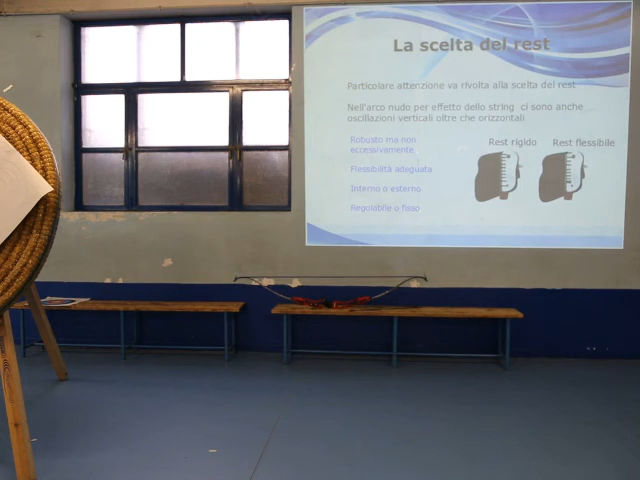 La scelta del rest
Particolare attenzione va rivolta alla scelta del rest
Nell'arco nudo per effetto dello string ci sono anche
oscillazioni verticali oltre che orizzontali
Robusto ma non
eccessivamente
Flessibilità adeguata
Interno o esterno
Regolabile o fisso
Rest rigido
Rest flessibile